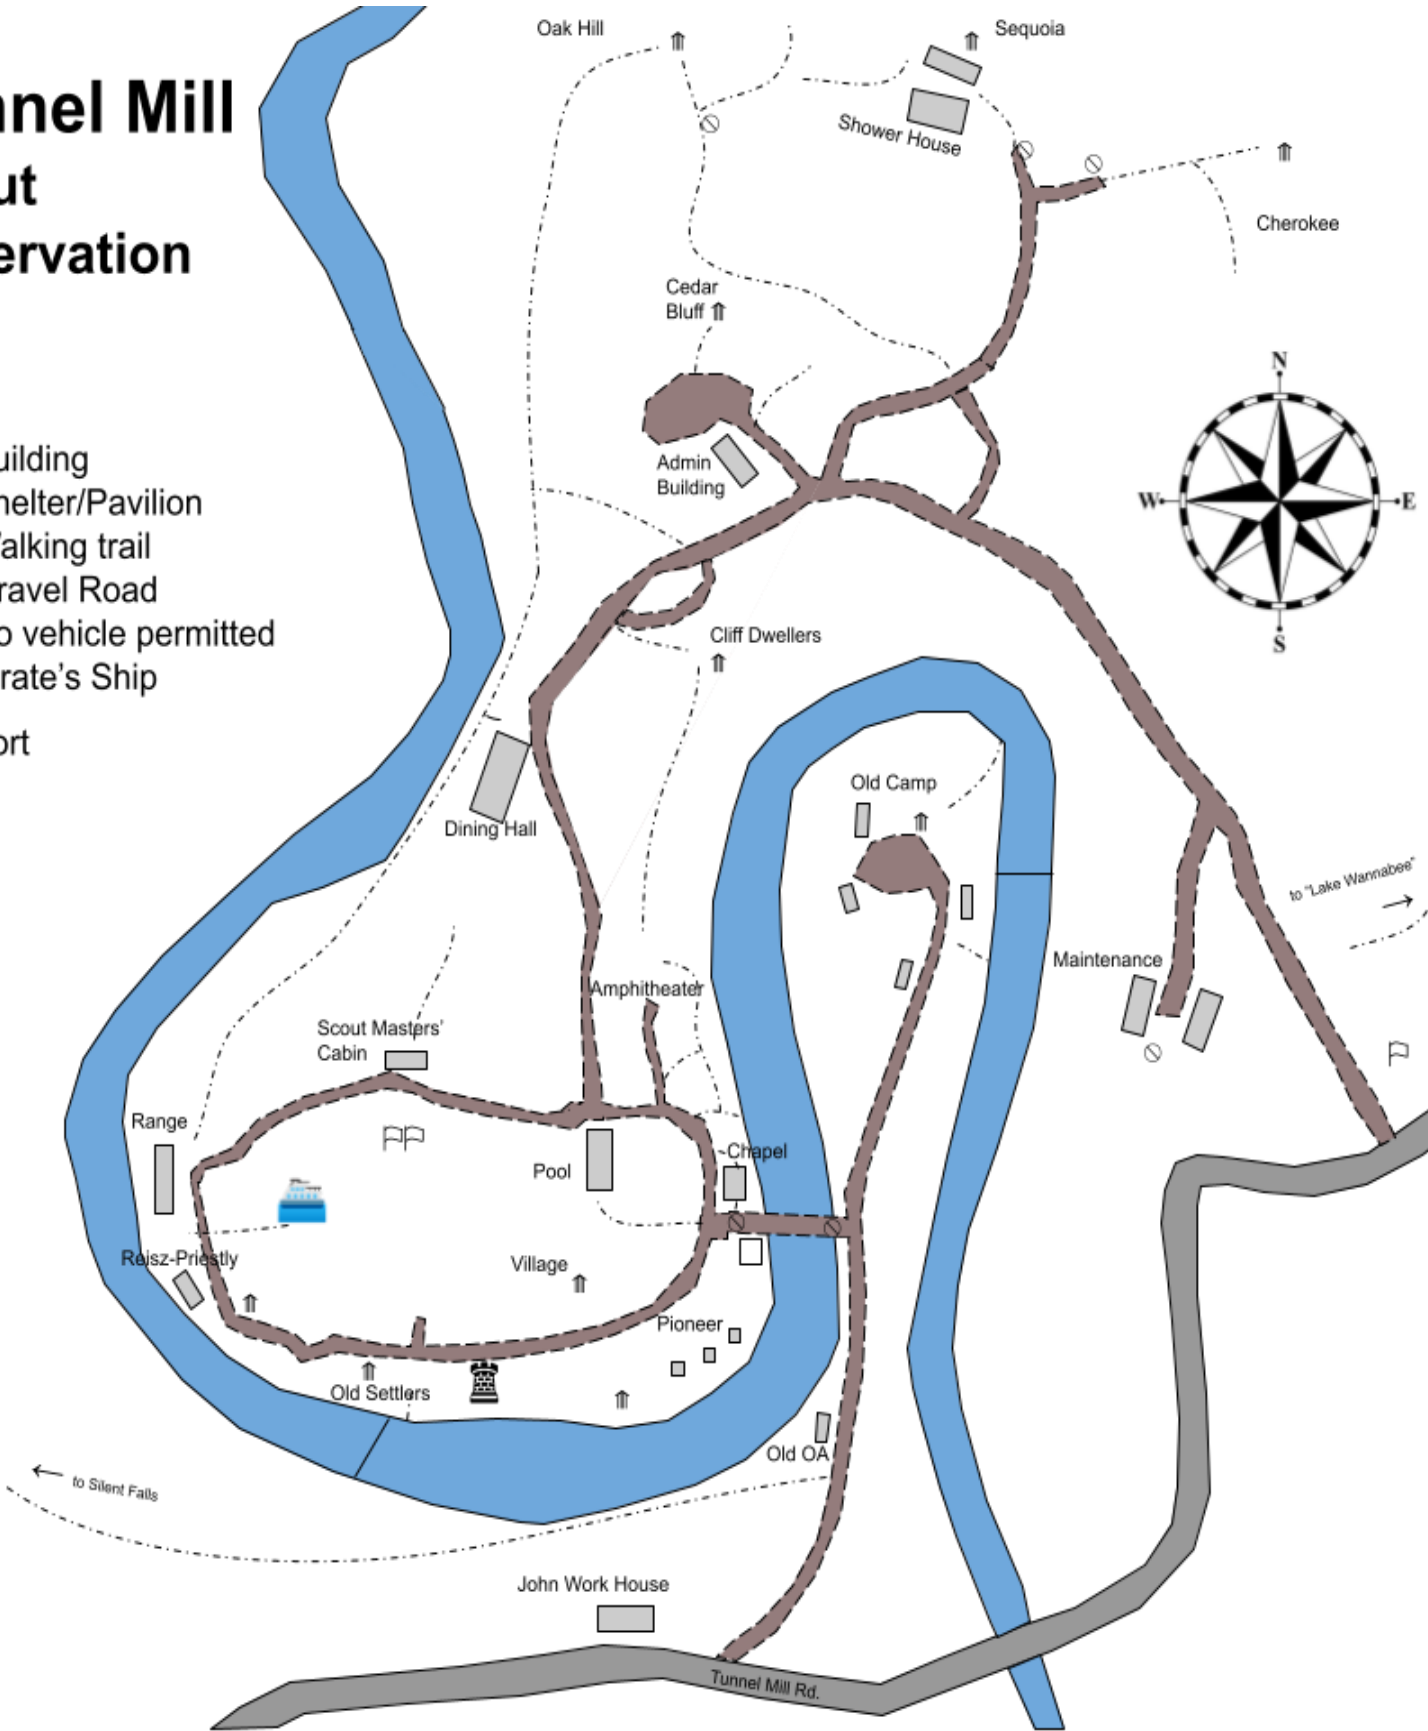 Oak Hill
Sequoia
nnel Mill
Shower House
ut
ervation
Cherokee
Cedar
Bluff
N
uilding
Admin
Building
helter/Pavilion
W
E
alking trail
ravel Road
o vehicle permitted
Cliff Dwellers
S
rate's Ship
ort
Old Camp
Dining Hall
to "Lake Wannabee"
Maintenance
Amphitheater
Scout Masters'
Cabin
Range
Chapel
Pool
Reisz-Priestly
Village
Pioneer
Old Settlers
Old OA
to Silent Falls
John Work House
Tunnel Mill Rd.